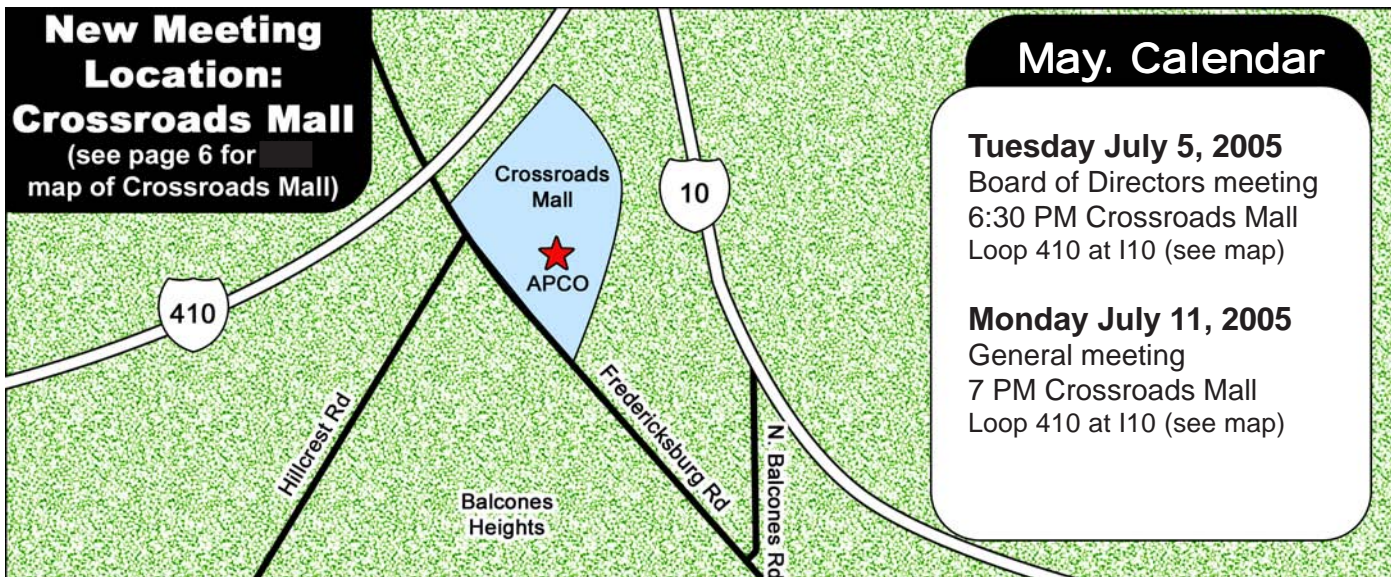 New Meeting
Location:
Crossroads Mall
(see page 6 for
map of Crossroads Mall)
Crossroads
Mall
APCO
410
10
Hillcrest Rd
Fredericksburg Rd
N. Balcones Rd
Balcones
Heights
May. Calendar
Tuesday July 5, 2005
Board of Directors meeting
6:30 PM Crossroads Mall
Loop 410 at I10 (see map)
Monday July 11, 2005
General meeting
7 PM Crossroads Mall
Loop 410 at I10 (see map)